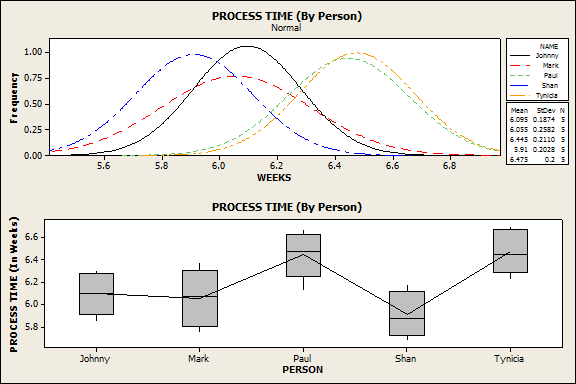 PROCESS TIME (By Person)
Normal
Frequency
1.00
0.75
0.50
0.25
0.00
5.6 5.8 6.0 6.2 6.4 6.6 6.8
WEEKS
NAME
Johnny
Mark
Paul
Shan
Tynicia
Mean StDev N
6.095 0.1874 5
6.055 0.2582 5
6.445 0.2110 5
5.91 0.2028 5
6.475 0.2 5
PROCESS TIME (By Person)
PROCESS TIME (In Weeks)
6.6
6.4
6.2
6.0
5.8
Johnny Mark Paul Shan Tynicia
PERSON